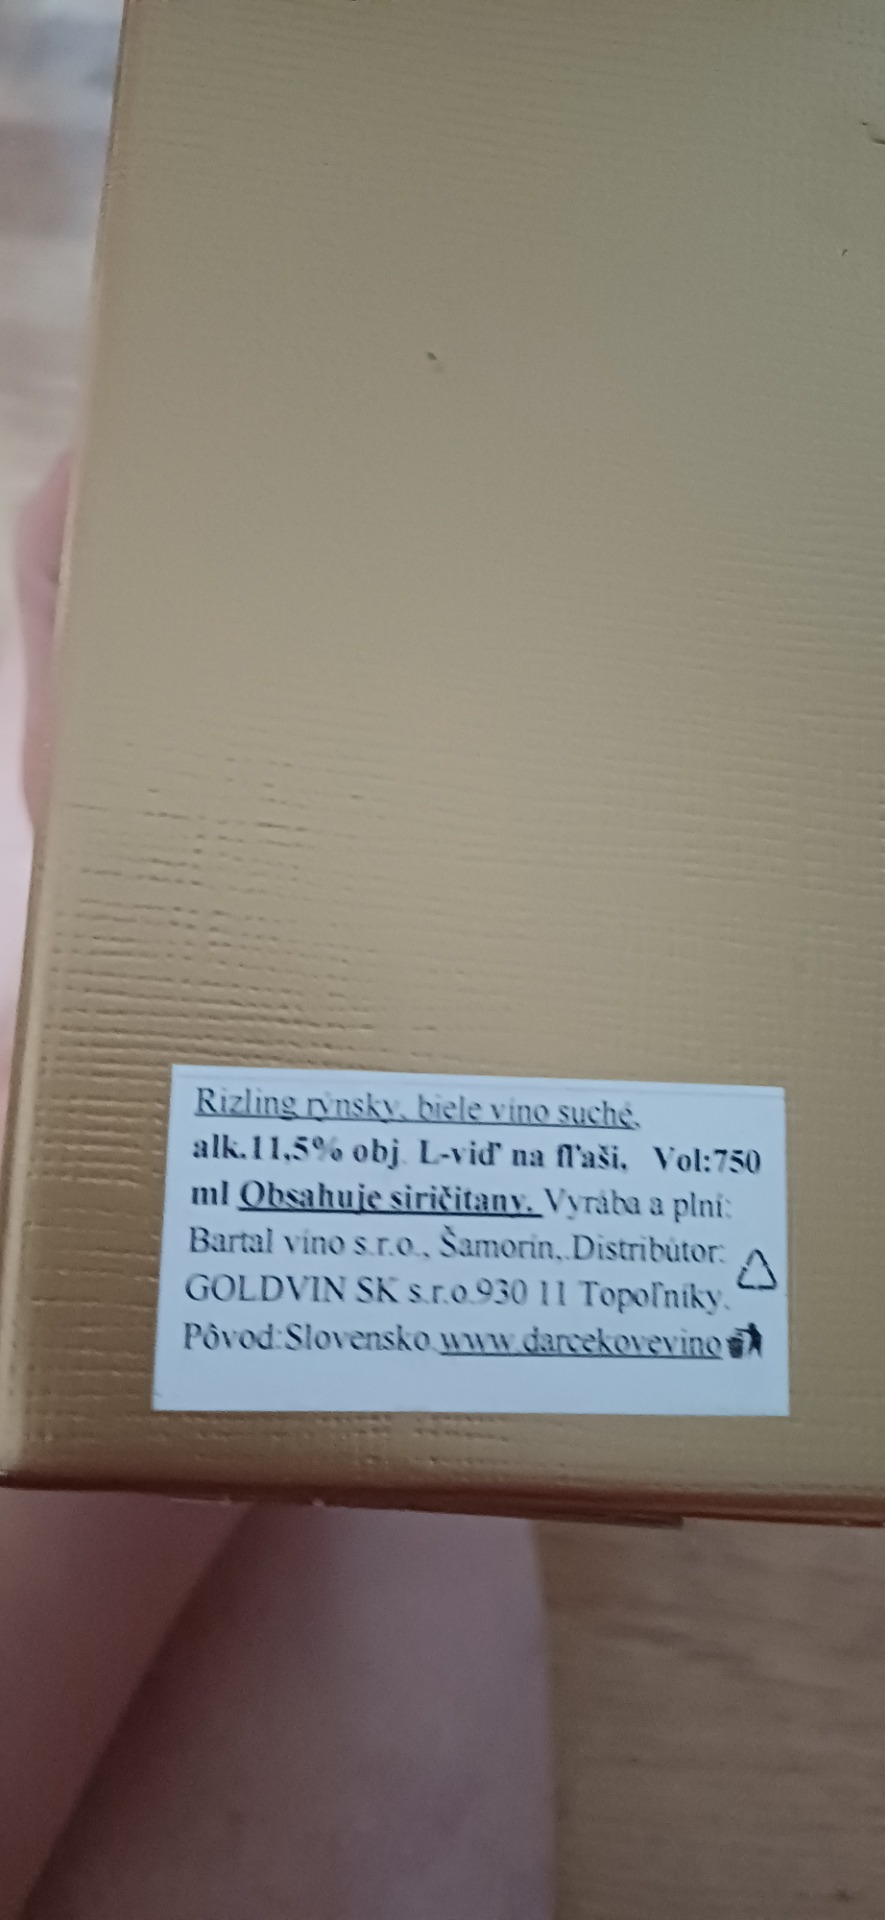 Rizling rýnsky, biele víno suché,
alk.11,5% obj. L-viď na fľaši, Vol:750
ml Obsahuje siričitany. Vyrába a plní:
Bartal víno s.r.o., Šamorín,.Distribútor:
GOLDVIN SK s.r.o.930 11 Topoľníky.
Pôvod:Slovensko.www.darcekovevino